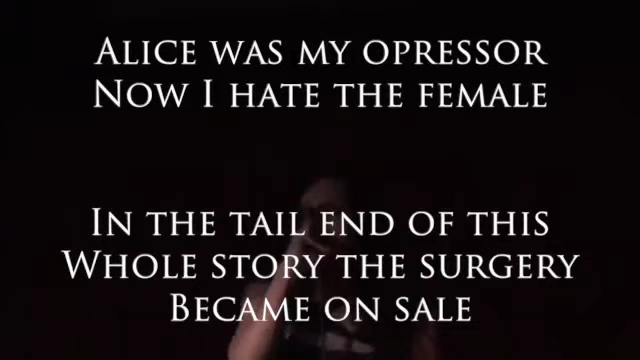 Alice was my opressor
Now I hate the female
In the tail end of this
Whole story the surgery
Became on sale